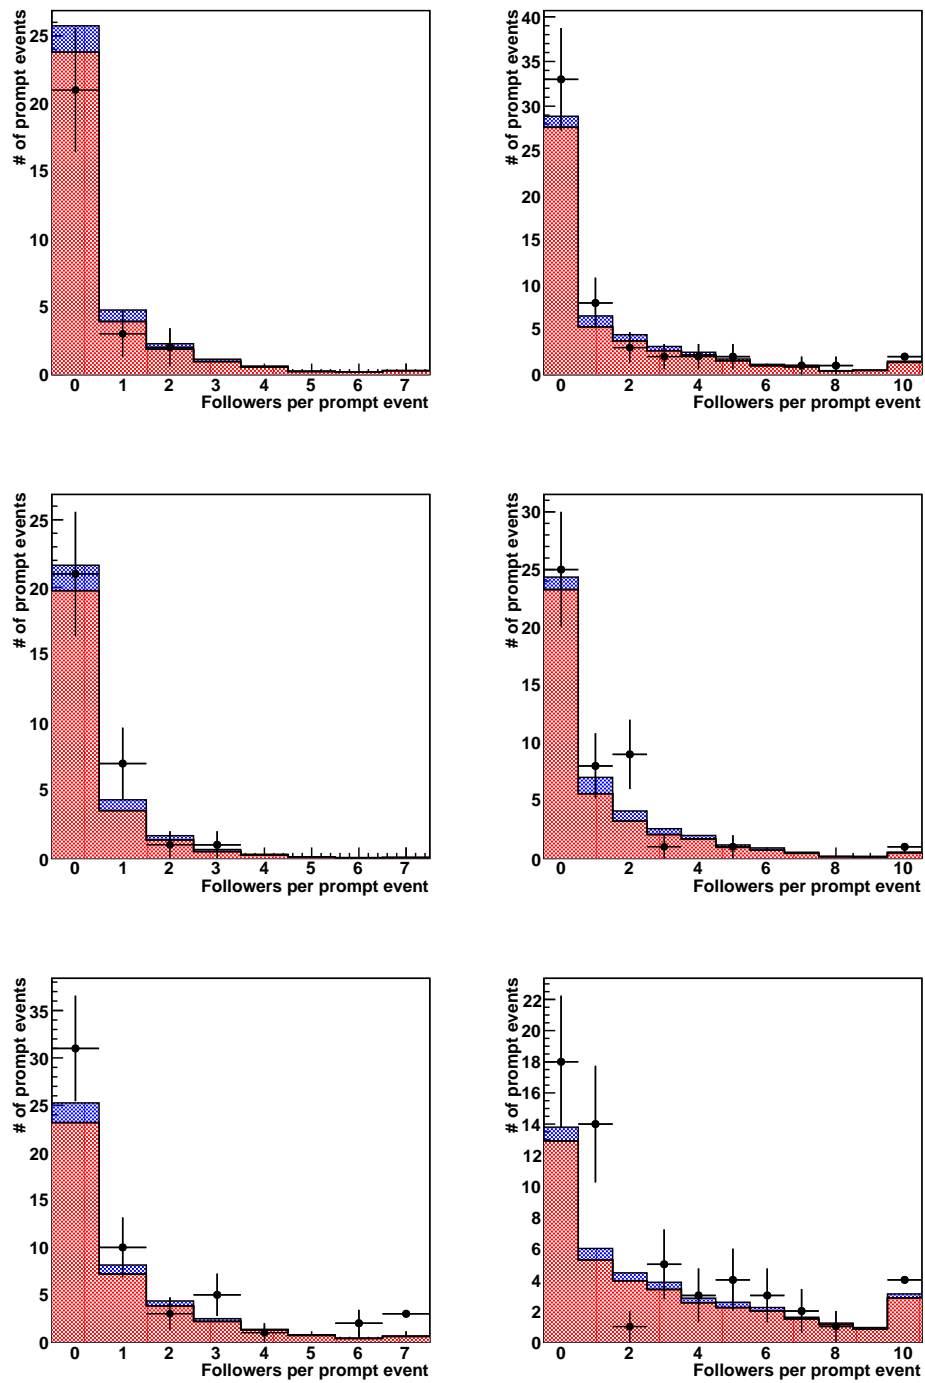 # of prompt events
25
20
15
10
5
0
0 1 2 3 4 5 6 7
Followers per prompt event
# of prompt events
40
35
30
25
20
15
10
5
0
0 2 4 6 8 10
Followers per prompt event
# of prompt events
25
20
15
10
5
0
0 1 2 3 4 5 6 7
Followers per prompt event
# of prompt events
30
25
20
15
10
5
0
0 2 4 6 8 10
Followers per prompt event
# of prompt events
35
30
25
20
15
10
5
0
0 1 2 3 4 5 6 7
Followers per prompt event
# of prompt events
22
20
18
16
14
12
10
8
6
4
2
0
0 2 4 6 8 10
Followers per prompt event